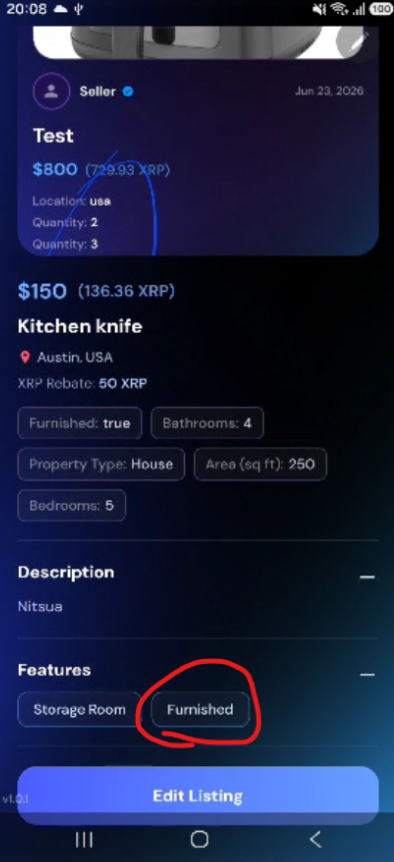 20:08
100
Seller
Jun 23, 2026
Test
$800 (729.93 XRP)
Location: usa
Quantity: 2
Quantity: 3
$150 (136.36 XRP)
Kitchen knife
Austin, USA
XRP Rebate: 50 XRP
Furnished: true Bathrooms: 4
Property Type: House Area (sq ft): 250
Bedrooms: 5
Description
Nitsua
Features
Storage Room Furnished
v1.0.1
Edit Listing